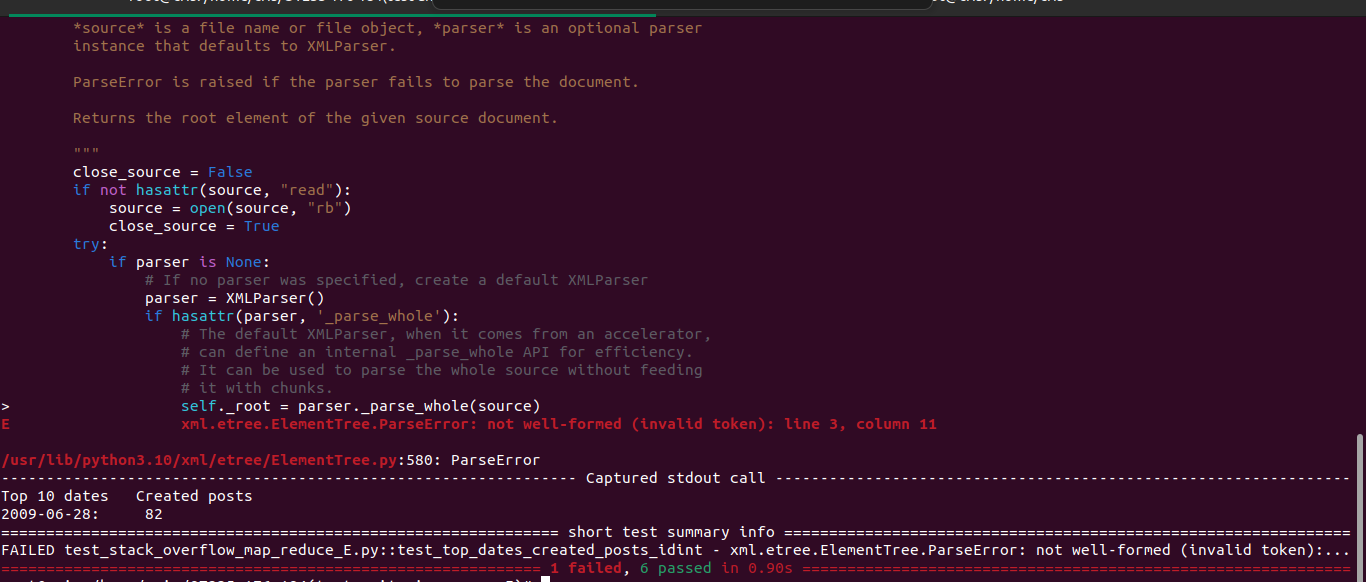 *source* is a file name or file object, *parser* is an optional parser
instance that defaults to XMLParser.
ParseError is raised if the parser fails to parse the document.
Returns the root element of the given source document.
"""
close_source = False
if not hasattr(source, "read"):
source = open(source, "rb")
close_source = True
try:
if parser is None:
# If no parser was specified, create a default XMLParser
parser = XMLParser()
if hasattr(parser, '_parse_whole'):
# The default XMLParser, when it comes from an accelerator,
# can define an internal _parse_whole API for efficiency.
# It can be used to parse the whole source without feeding
# it with chunks.
> self._root = parser._parse_whole(source)
E xml.etree.ElementTree.ParseError: not well-formed (invalid token): line 3, column 11
/usr/lib/python3.10/xml/etree/ElementTree.py:580: ParseError
---------------------------------------------------------------- Captured stdout call ----------------------------------------------------------------
Top 10 dates Created posts
2009-06-28: 82
============================================================== short test summary info ===============================================================
FAILED test_stack_overflow_map_reduce_E.py::test_top_dates_created_posts_idint - xml.etree.ElementTree.ParseError: not well-formed (invalid token):...
============================================================ 1 failed, 6 passed in 0.90s =============================================================